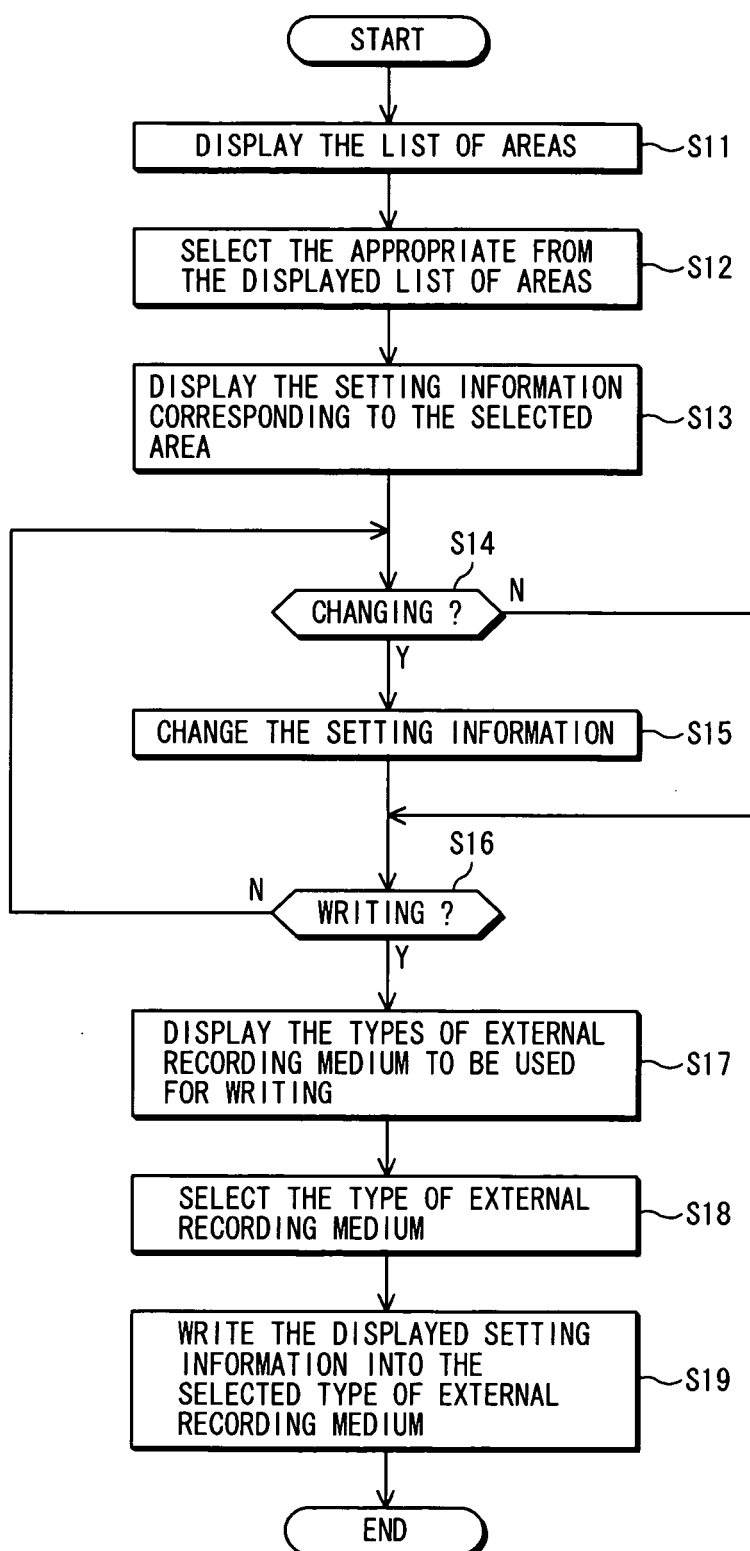 START
DISPLAY THE LIST OF AREAS
S11
SELECT THE APPROPRIATE FROM
THE DISPLAYED LIST OF AREAS
S12
DISPLAY THE SETTING INFORMATION
CORRESPONDING TO THE SELECTED
AREA
S13
S14
CHANGING ?
N
Y
CHANGE THE SETTING INFORMATION
S15
S16
N
WRITING ?
Y
DISPLAY THE TYPES OF EXTERNAL
RECORDING MEDIUM TO BE USED
FOR WRITING
S17
SELECT THE TYPE OF EXTERNAL
RECORDING MEDIUM
S18
WRITE THE DISPLAYED SETTING
INFORMATION INTO THE
SELECTED TYPE OF EXTERNAL
RECORDING MEDIUM
S19
END